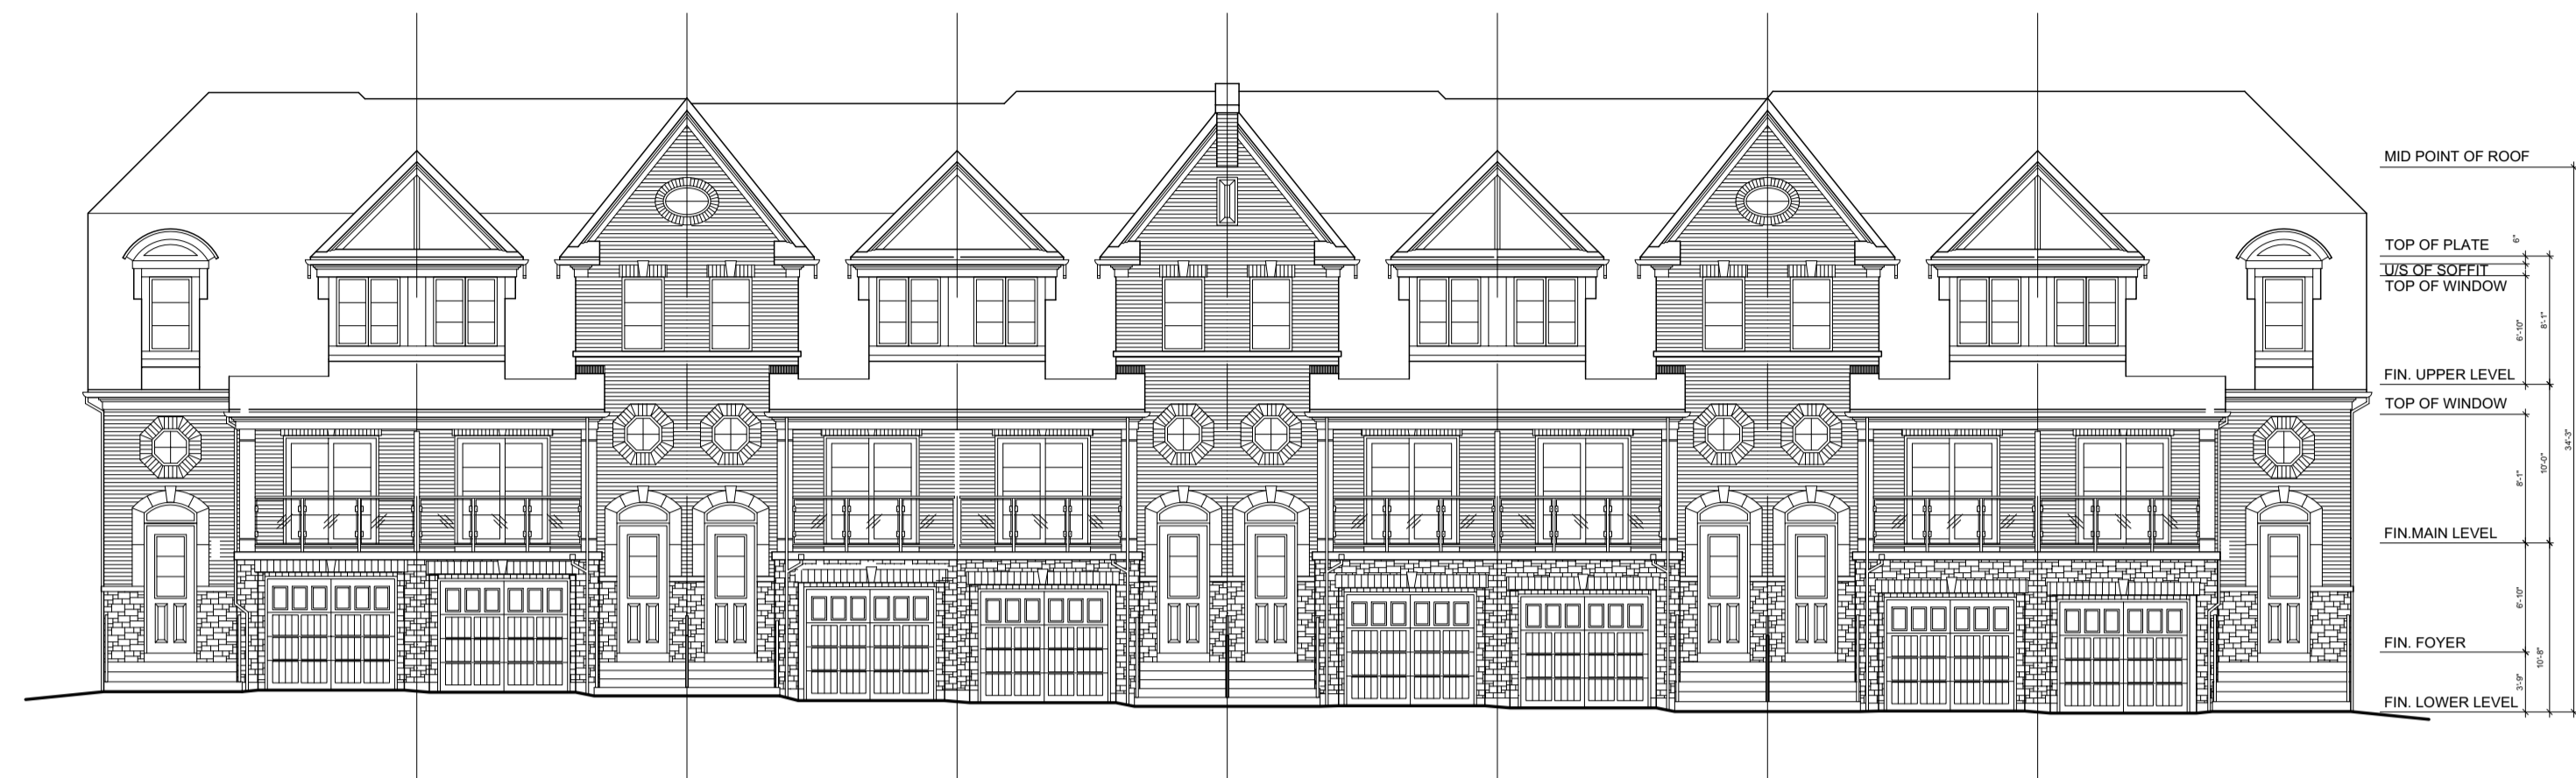 MID POINT OF ROOF
TOP OF PLATE
6"
U/S OF SOFFIT
TOP OF WINDOW
6'-10"
8'-1"
FIN. UPPER LEVEL
TOP OF WINDOW
34'-3"
8'-1"
10'-0"
FIN.MAIN LEVEL
6'-10"
FIN. FOYER
10'-8"
3'-9"
FIN. LOWER LEVEL